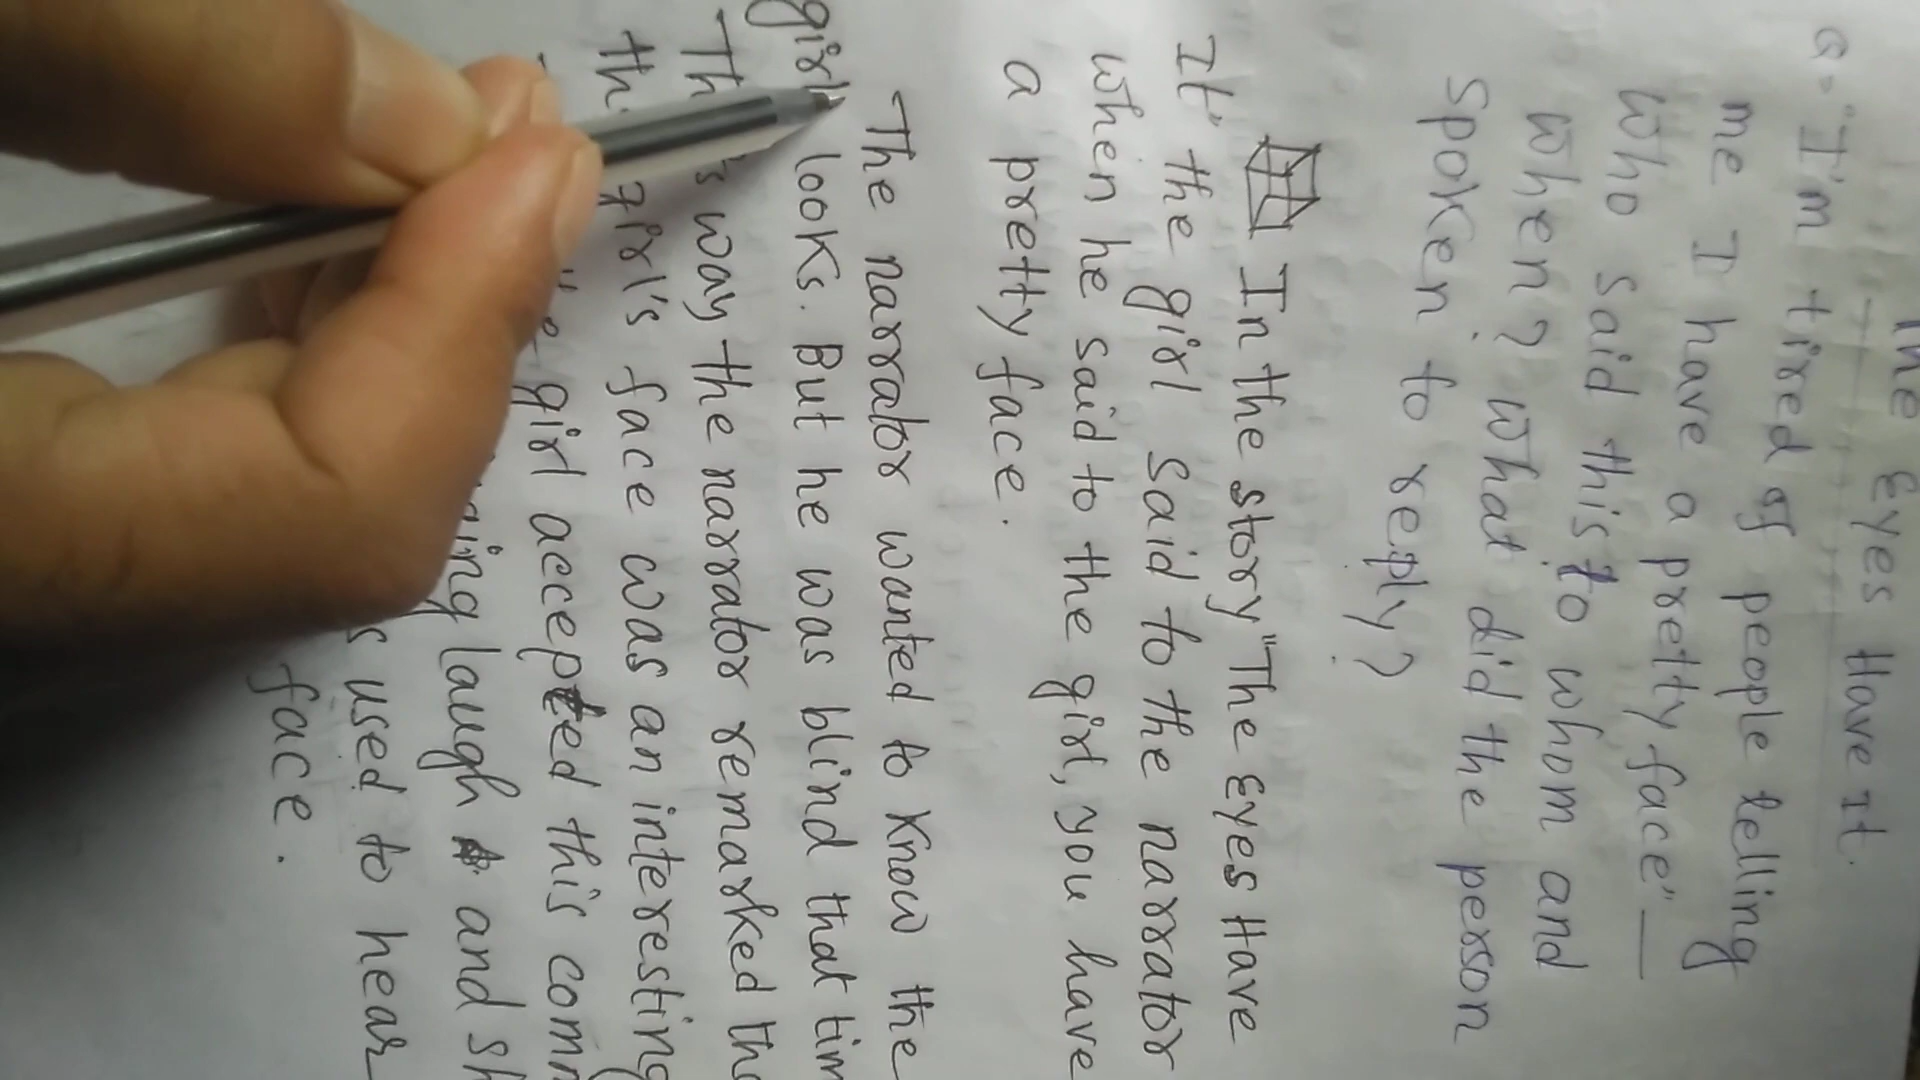 The Eyes Have It.
Q. "I'm tired of people telling
me I have a pretty face"—
Who said this to whom and
when? What did the person
spoken to reply?
In the story "The Eyes Have
It" the girl said to the narrator
when he said to the girl, you have
a pretty face.
The narrator wanted to know the
girl's looks. But he was blind that
way the narrator remarked
girl's face was an interesting
girl accepted this
laugh and
used to hear
face.